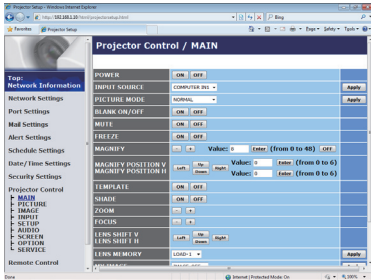 Projector Setup - Windows Internet Explorer
http://192.168.1.10/html/projectorsetup.html
Bing
Favorites
Projector Setup
Page
Safety
Tools
Projector Control / MAIN
Top:
Network Information
Network Settings
Port Settings
Mail Settings
Alert Settings
Schedule Settings
Date/Time Settings
Security Settings
Projector Control
MAIN
PICTURE
IMAGE
INPUT
SETUP
AUDIO
SCREEN
OPTION
SERVICE
Remote Control
POWER ON OFF
INPUT SOURCE COMPUTER IN1 Apply
PICTURE MODE NORMAL Apply
BLANK ON/OFF ON OFF
MUTE ON OFF
FREEZE ON OFF
MAGNIFY - + Value: 0 Enter (from 0 to 48) OFF
MAGNIFY POSITION V
MAGNIFY POSITION H
Left Up Down Right
Value: 0 Enter (from 0 to 6)
Value: 0 Enter (from 0 to 6)
TEMPLATE ON OFF
SHADE ON OFF
ZOOM - +
FOCUS - +
LENS SHIFT V
LENS SHIFT H
Left Up Down Right
LENS MEMORY LOAD-1 Apply
Done
Internet | Protected Mode: On
100%